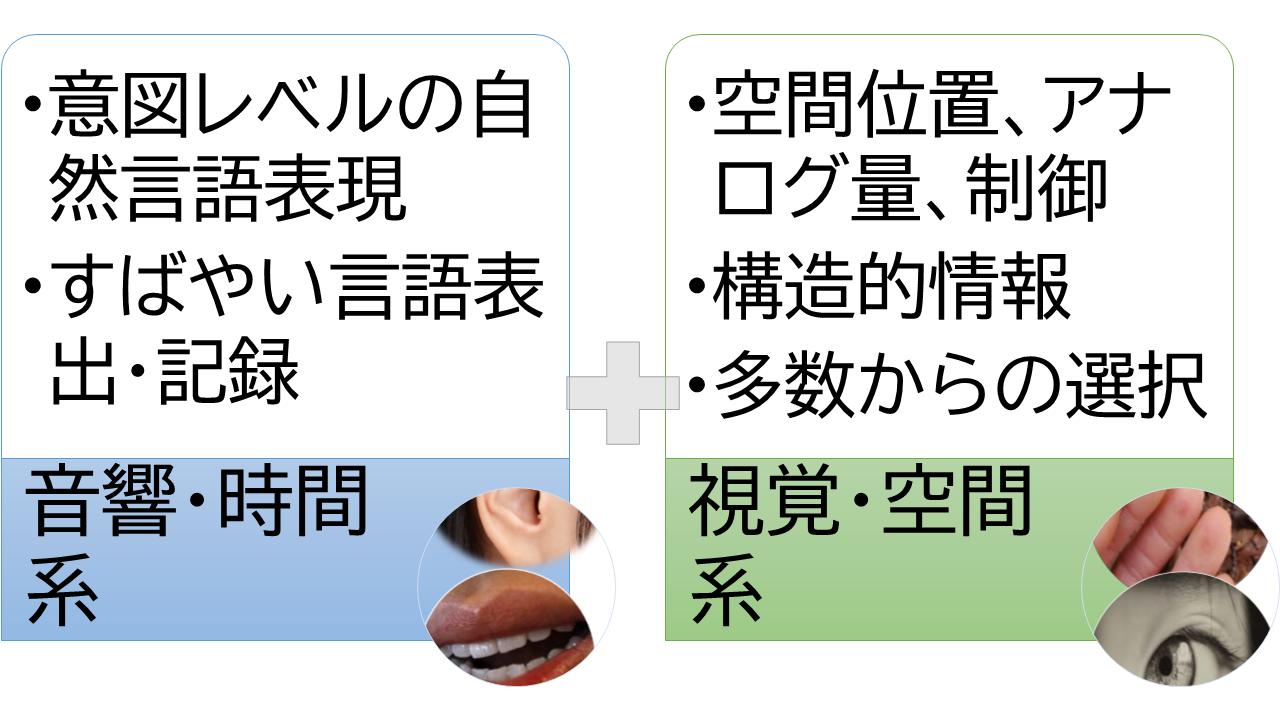 •意図レベルの自
然言語表現
•すばやい言語表
出･記録
音響･時間
系
•空間位置、アナ
ログ量、制御
•構造的情報
•多数からの選択
視覚･空間
系